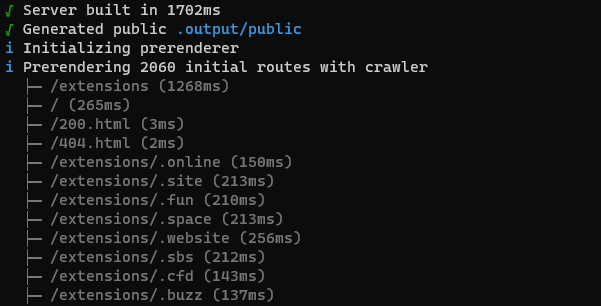 √ Server built in 1702ms
√ Generated public .output/public
i Initializing prerenderer
i Prerendering 2060 initial routes with crawler
├─ /extensions (1268ms)
├─ / (265ms)
├─ /200.html (3ms)
├─ /404.html (2ms)
├─ /extensions/.online (150ms)
├─ /extensions/.site (213ms)
├─ /extensions/.fun (210ms)
├─ /extensions/.space (213ms)
├─ /extensions/.website (256ms)
├─ /extensions/.sbs (212ms)
├─ /extensions/.cfd (143ms)
├─ /extensions/.buzz (137ms)